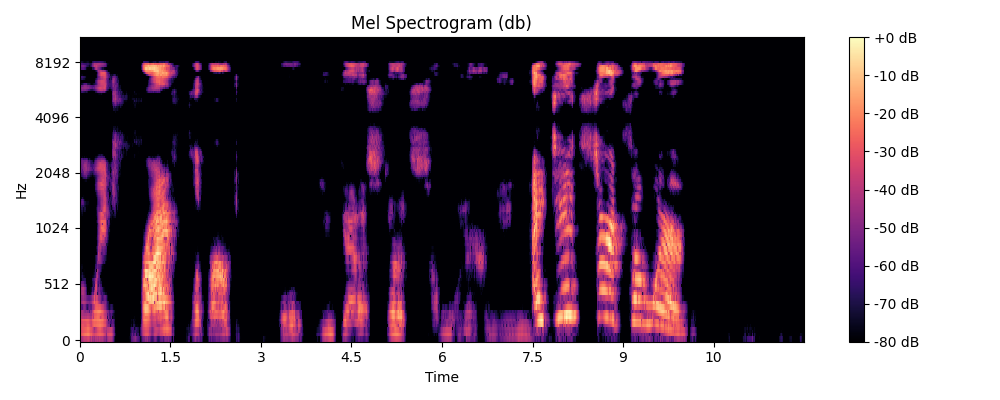 Mel Spectrogram (db)
8192
4096
2048
1024
512
0
Hz
0 1.5 3 4.5 6 7.5 9 10
Time
+0 dB
-10 dB
-20 dB
-30 dB
-40 dB
-50 dB
-60 dB
-70 dB
-80 dB